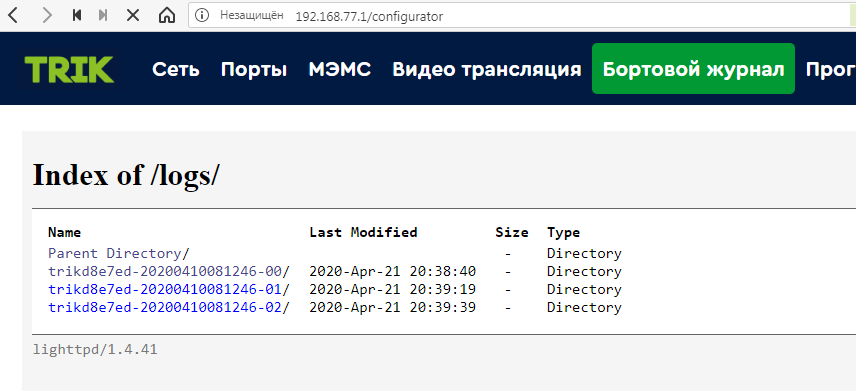 Незащищён 192.168.77.1/configurator
TRIK Сеть Порты МЭМС Видео трансляция Бортовой журнал Прог
Index of /logs/
Name Last Modified Size Type
Parent Directory/ - Directory
trikd8e7ed-20200410081246-00/ 2020-Apr-21 20:38:40 - Directory
trikd8e7ed-20200410081246-01/ 2020-Apr-21 20:39:19 - Directory
trikd8e7ed-20200410081246-02/ 2020-Apr-21 20:39:39 - Directory
lighttpd/1.4.41